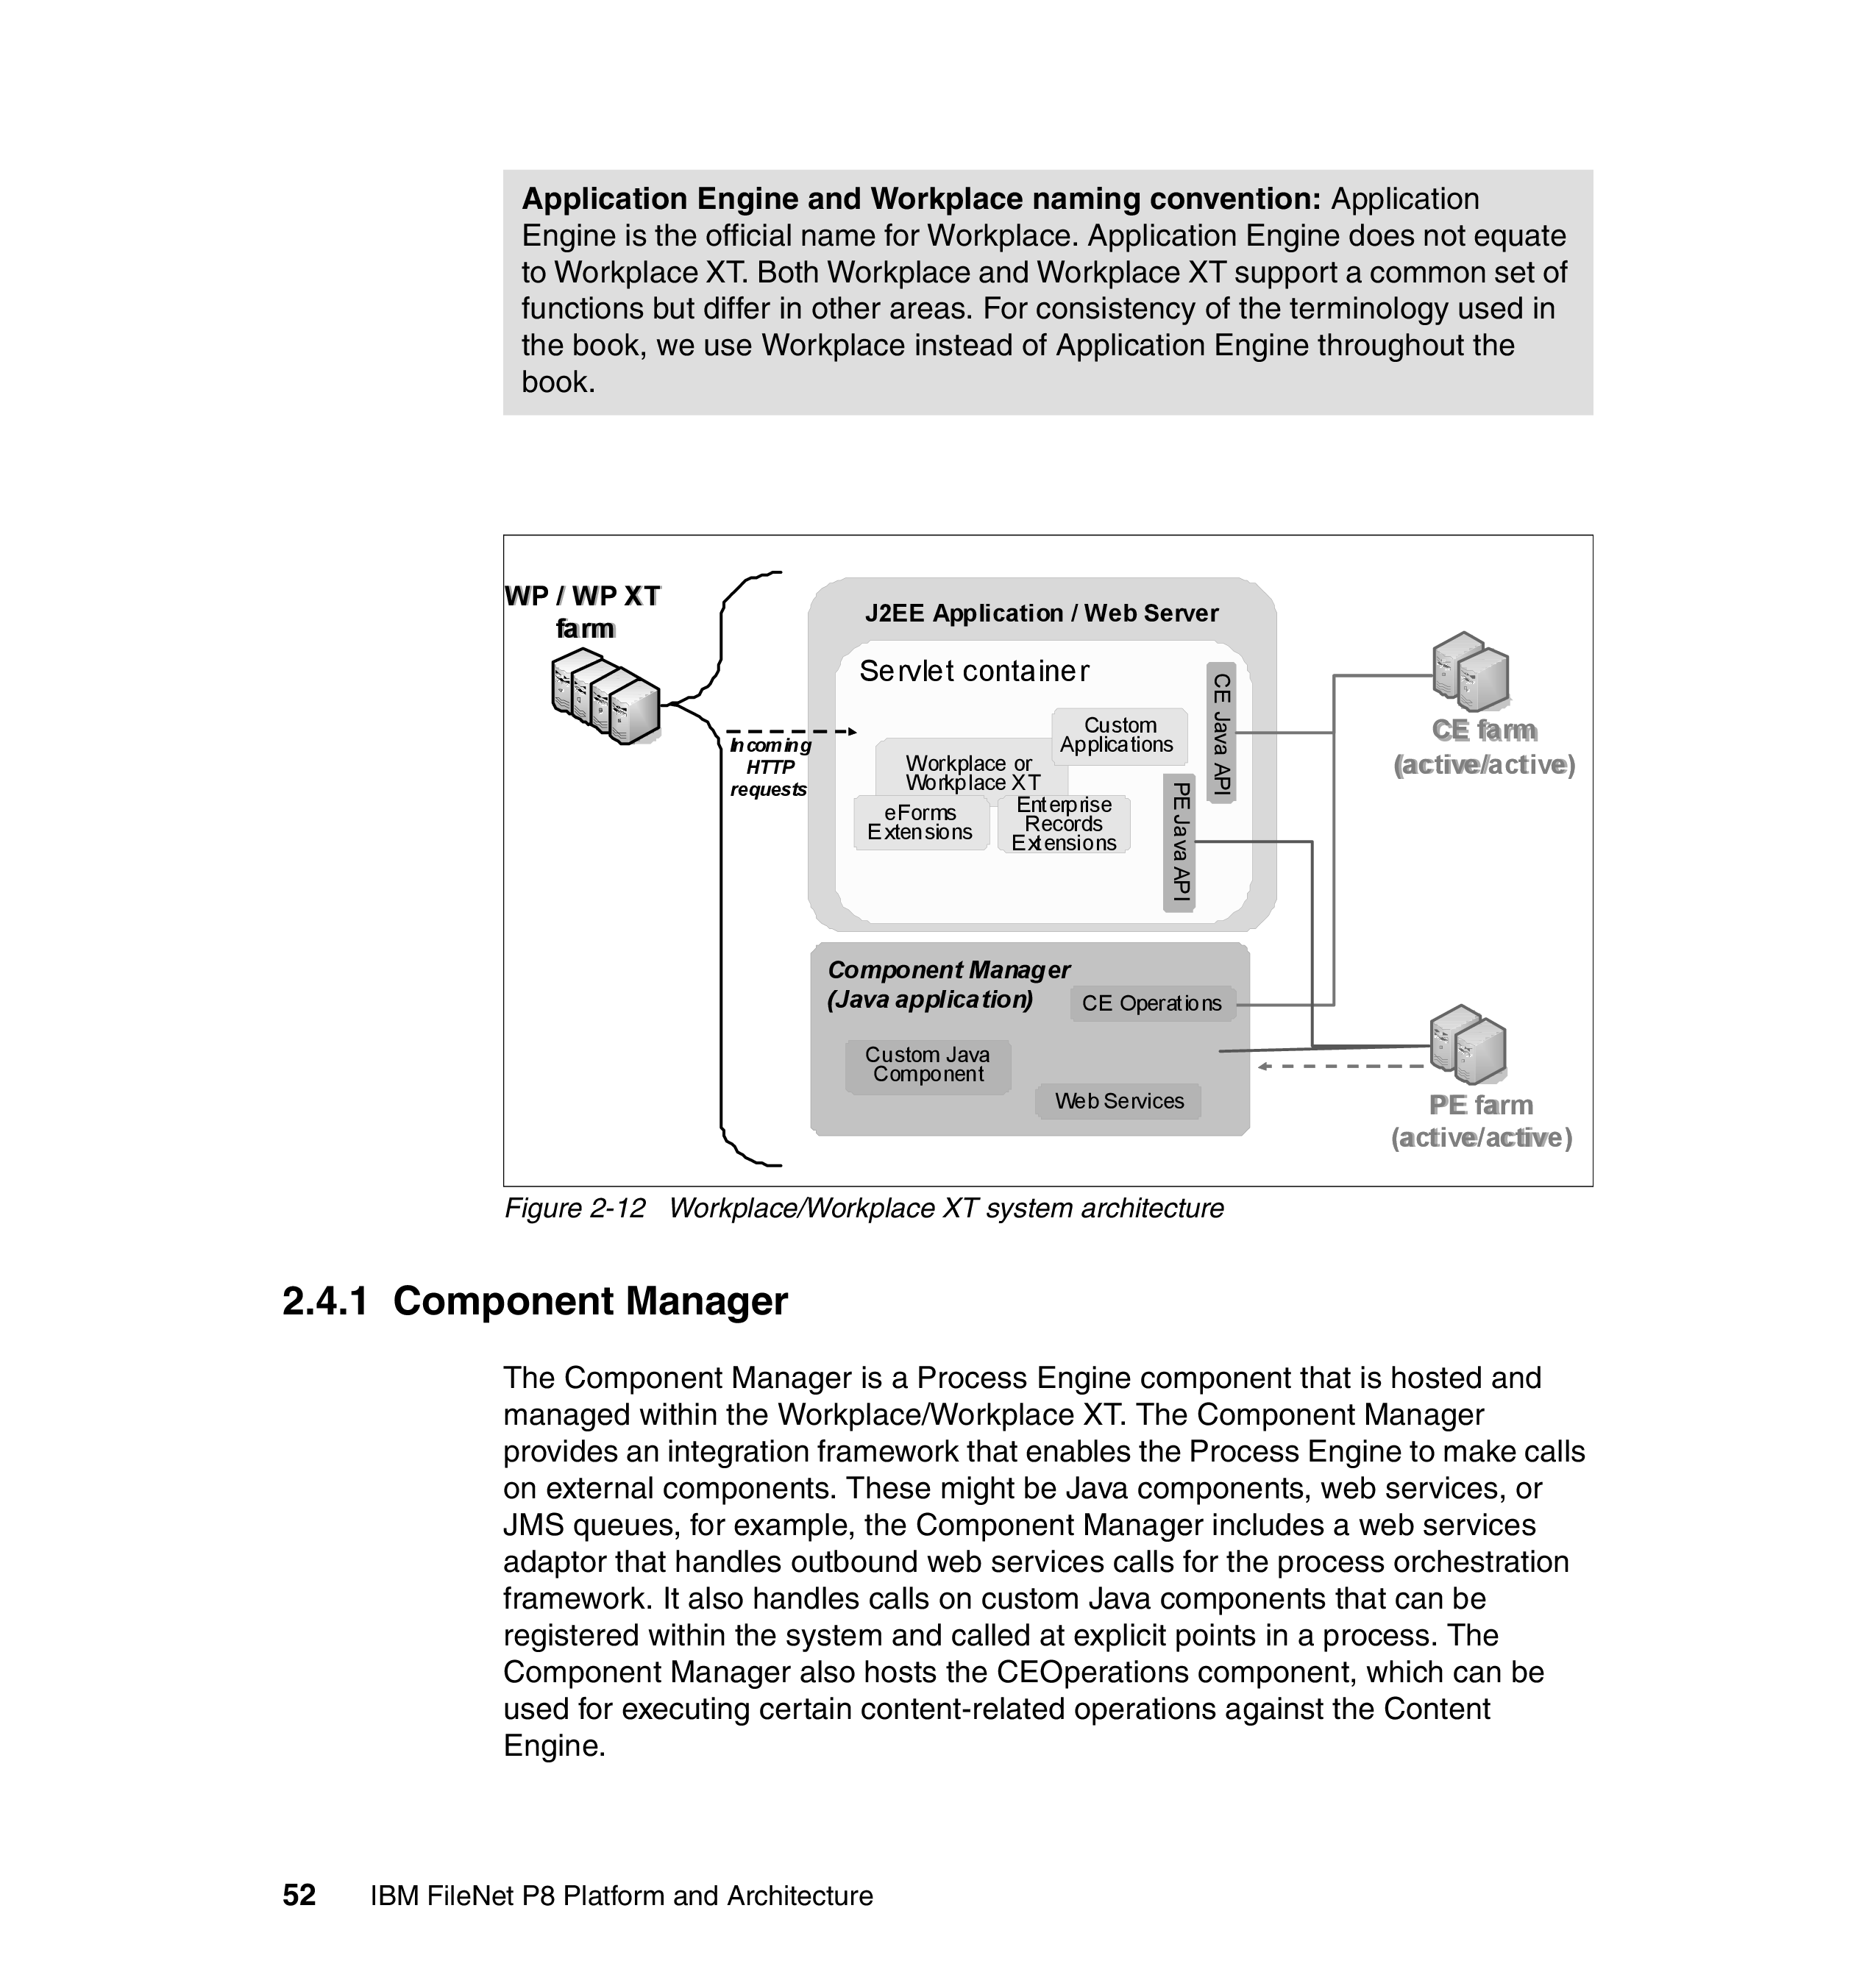 Application Engine and Workplace naming convention: Application
Engine is the official name for Workplace. Application Engine does not equate
to Workplace XT. Both Workplace and Workplace XT support a common set of
functions but differ in other areas. For consistency of the terminology used in
the book, we use Workplace instead of Application Engine throughout the
book.
WP / WP XT
farm
Incoming
HTTP
requests
J2EE Application / Web Server
Servlet container
Custom
Applications
Workplace or
Workplace XT
eForms
Extensions
Enterprise
Records
Extensions
CE Java API
PE Java API
CE farm
(active/active)
Component Manager
(Java application)
CE Operations
Custom Java
Component
Web Services
PE farm
(active/active)
Figure 2-12 Workplace/Workplace XT system architecture
2.4.1 Component Manager
The Component Manager is a Process Engine component that is hosted and
managed within the Workplace/Workplace XT. The Component Manager
provides an integration framework that enables the Process Engine to make calls
on external components. These might be Java components, web services, or
JMS queues, for example, the Component Manager includes a web services
adaptor that handles outbound web services calls for the process orchestration
framework. It also handles calls on custom Java components that can be
registered within the system and called at explicit points in a process. The
Component Manager also hosts the CEOperations component, which can be
used for executing certain content-related operations against the Content
Engine.
52 IBM FileNet P8 Platform and Architecture